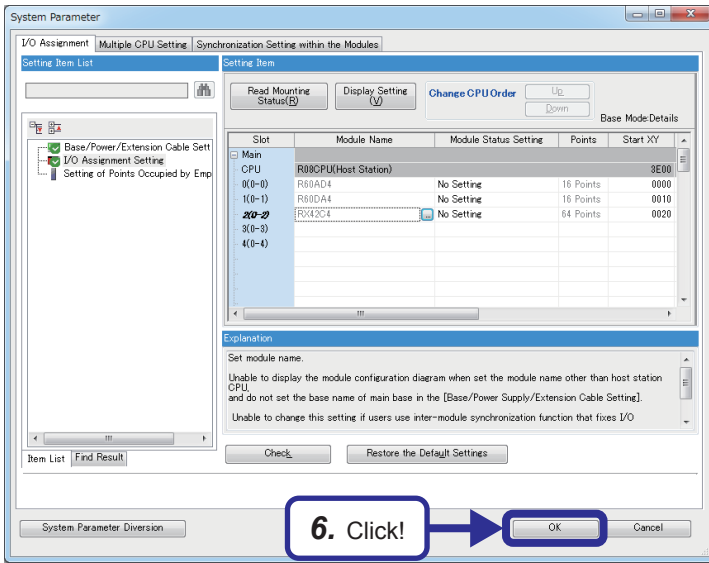 System Parameter
I/O Assignment Multiple CPU Setting Synchronization Setting within the Modules
Setting Item List
Setting Item
Read Mounting
Status(R)
Display Setting
(V)
Change CPU Order
Up
Down
Base Mode:Details
Base/Power/Extension Cable Sett
I/O Assignment Setting
Setting of Points Occupied by Emp
Slot Module Name Module Status Setting Points Start XY
Main
CPU R08CPU(Host Station) 3E00
0(0-0) R60AD4 No Setting 16 Points 0000
1(0-1) R60DA4 No Setting 16 Points 0010
2(0-2) RX42C4 ... No Setting 64 Points 0020
3(0-3)
4(0-4)
Explanation
Set module name.
Unable to display the module configuration diagram when set the module name other than host station
CPU,
and do not set the base name of main base in the [Base/Power Supply/Extension Cable Setting].
Unable to change this setting if users use inter-module synchronization function that fixes I/O
Item List Find Result
Check
Restore the Default Settings
System Parameter Diversion
6. Click!
OK
Cancel